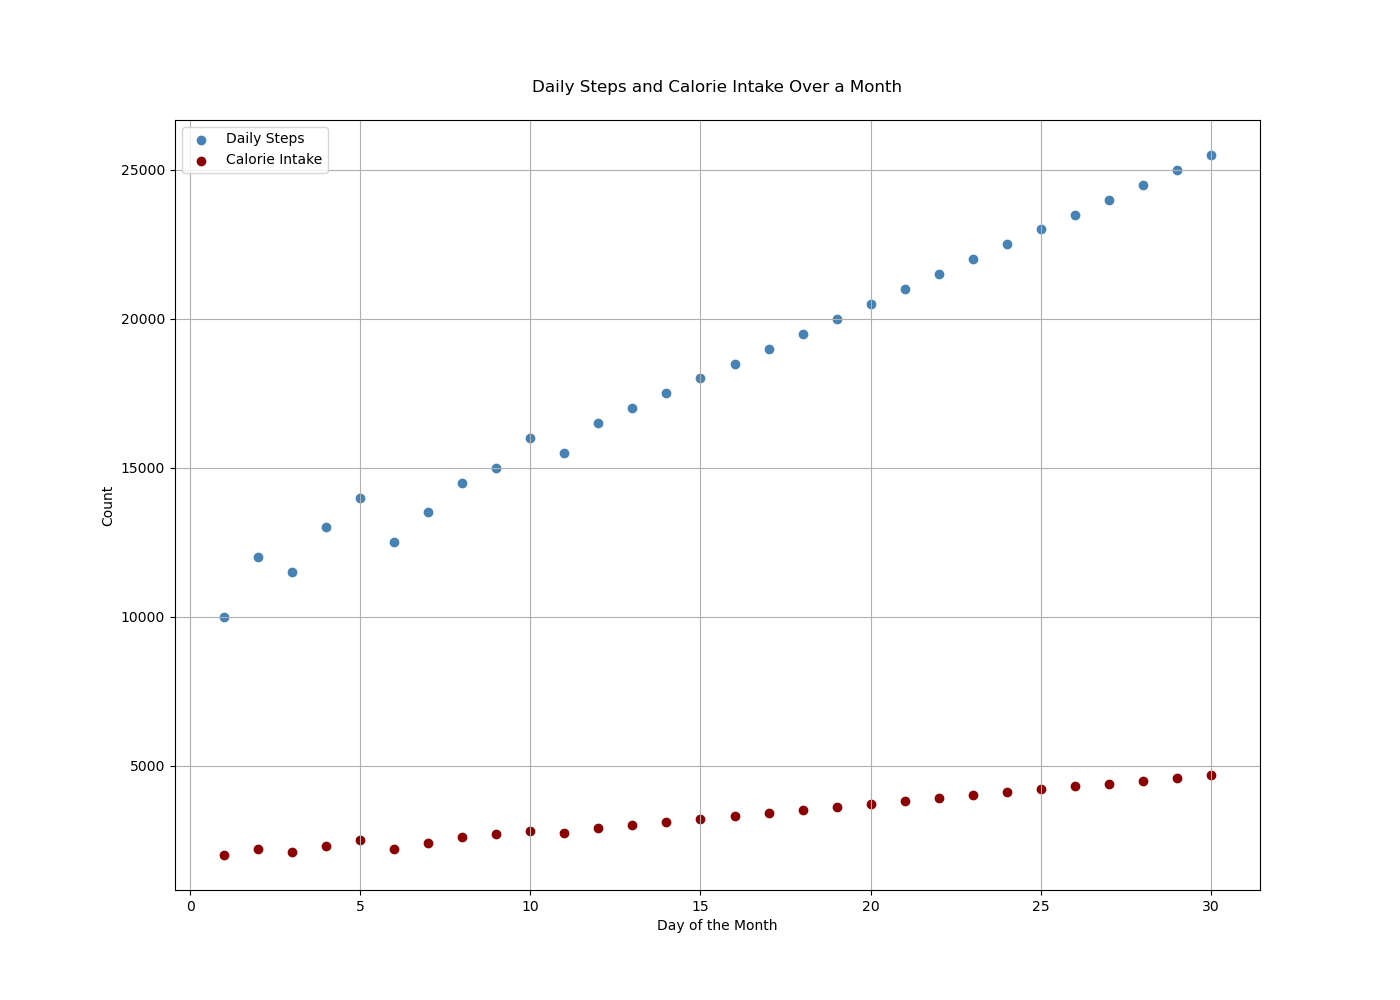 Daily Steps and Calorie Intake Over a Month
Daily Steps
Calorie Intake
25000
20000
15000
10000
5000
Count
0 5 10 15 20 25 30
Day of the Month